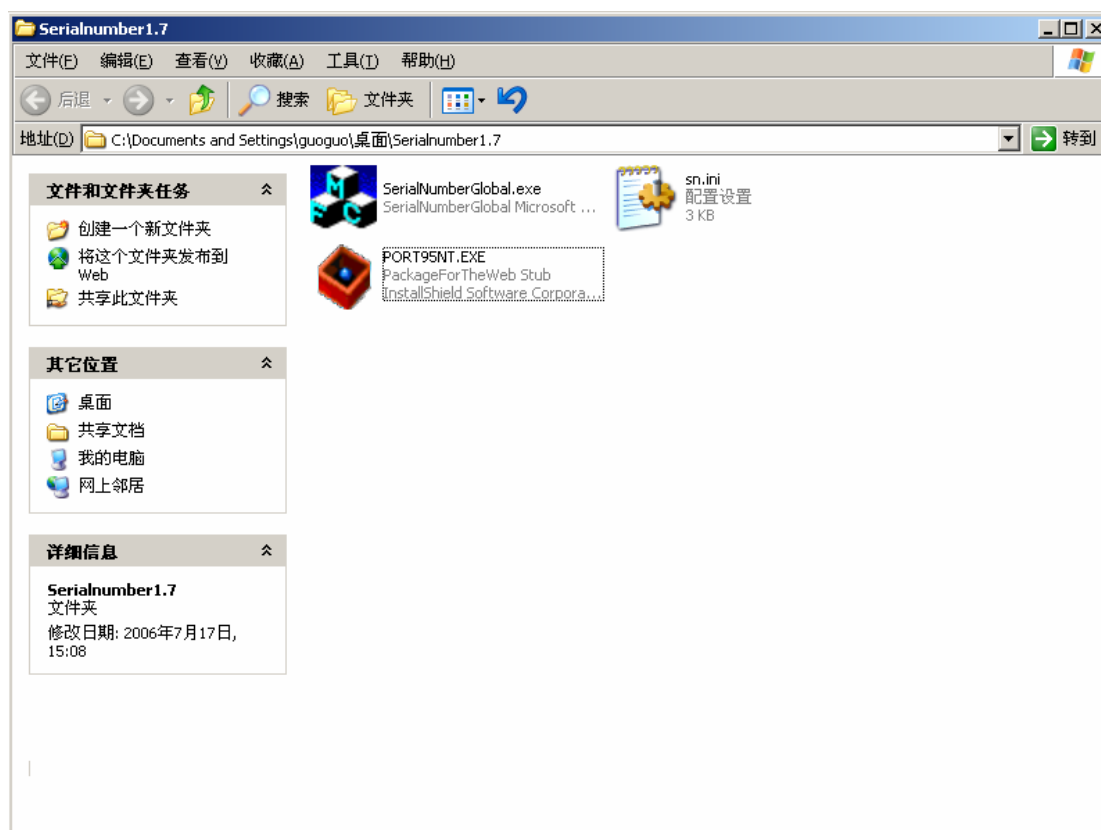 Serialnumber1.7
文件(F) 编辑(E) 查看(V) 收藏(A) 工具(T) 帮助(H)
后退 搜索 文件夹
地址(D) C:\Documents and Settings\guoguo\桌面\Serialnumber1.7 转到
文件和文件夹任务
创建一个新文件夹
将这个文件夹发布到
Web
共享此文件夹
其它位置
桌面
共享文档
我的电脑
网上邻居
详细信息
Serialnumber1.7
文件夹
修改日期: 2006年7月17日,
15:08
MFC
SerialNumberGlobal.exe
SerialNumberGlobal Microsoft ...
sn.ini
配置设置
3 KB
PORT95NT.EXE
PackageForTheWeb Stub
InstallShield Software Corpora...